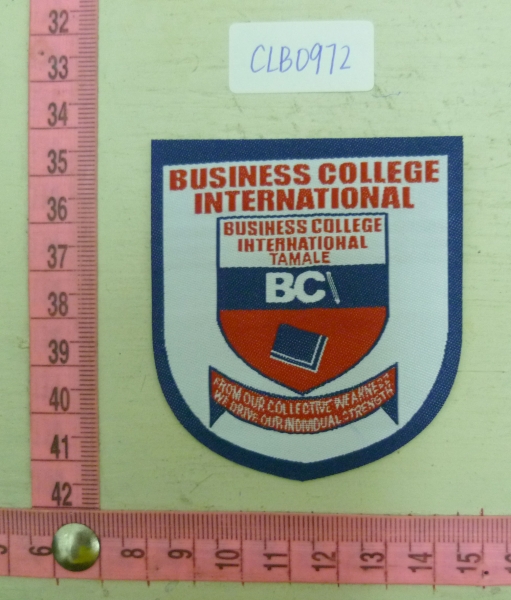 CLB0972
BUSINESS COLLEGE
INTERNATIONAL
BUSINESS COLLEGE
INTERNATIONAL
TAMALE
BC
FROM OUR COLLECTIVE WEAKNESS
WE DRIVE OUR INDIVIDUAL STRENGTH
32
33
34
35
36
37
38
39
40
41
42
6 8 9 10 11 12 13 14 15